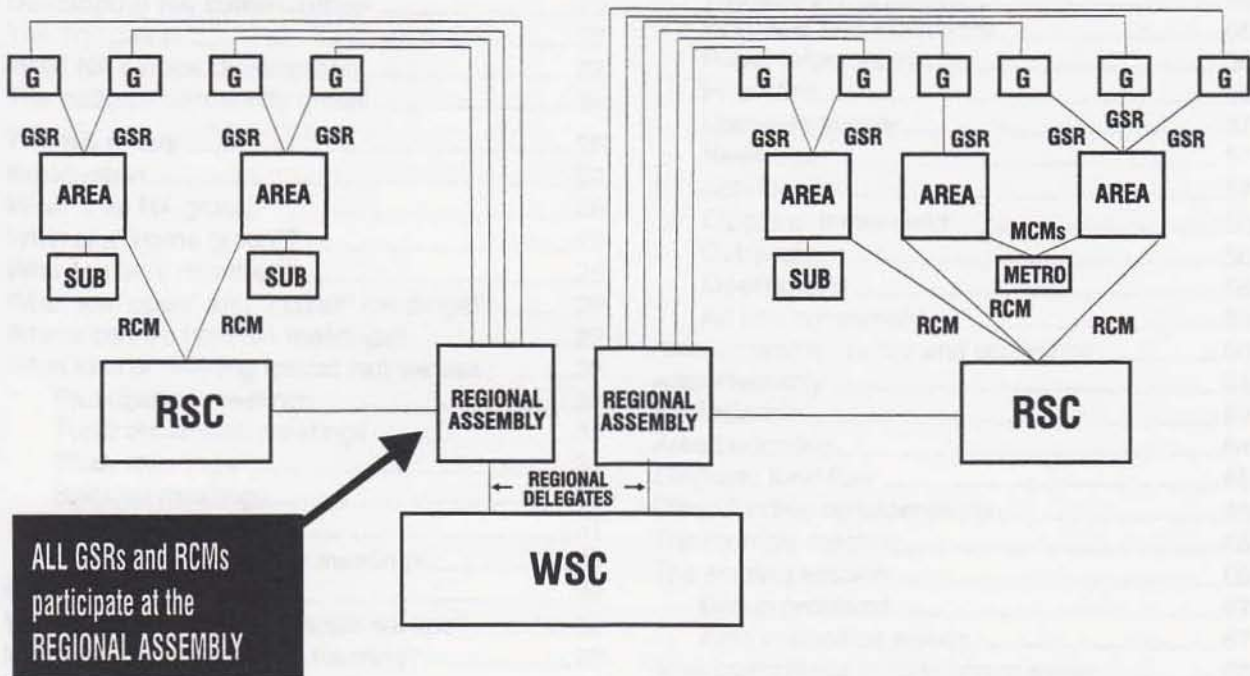 G G G G G G G G G G
GSR GSR GSR GSR GSR GSR GSR GSR GSR GSR
AREA AREA AREA AREA AREA
MCMs
SUB SUB SUB METRO
RCM RCM RCM RCM RCM
RSC REGIONAL ASSEMBLY REGIONAL ASSEMBLY RSC
REGIONAL DELEGATES
WSC
ALL GSRs and RCMs
participate at the
REGIONAL ASSEMBLY